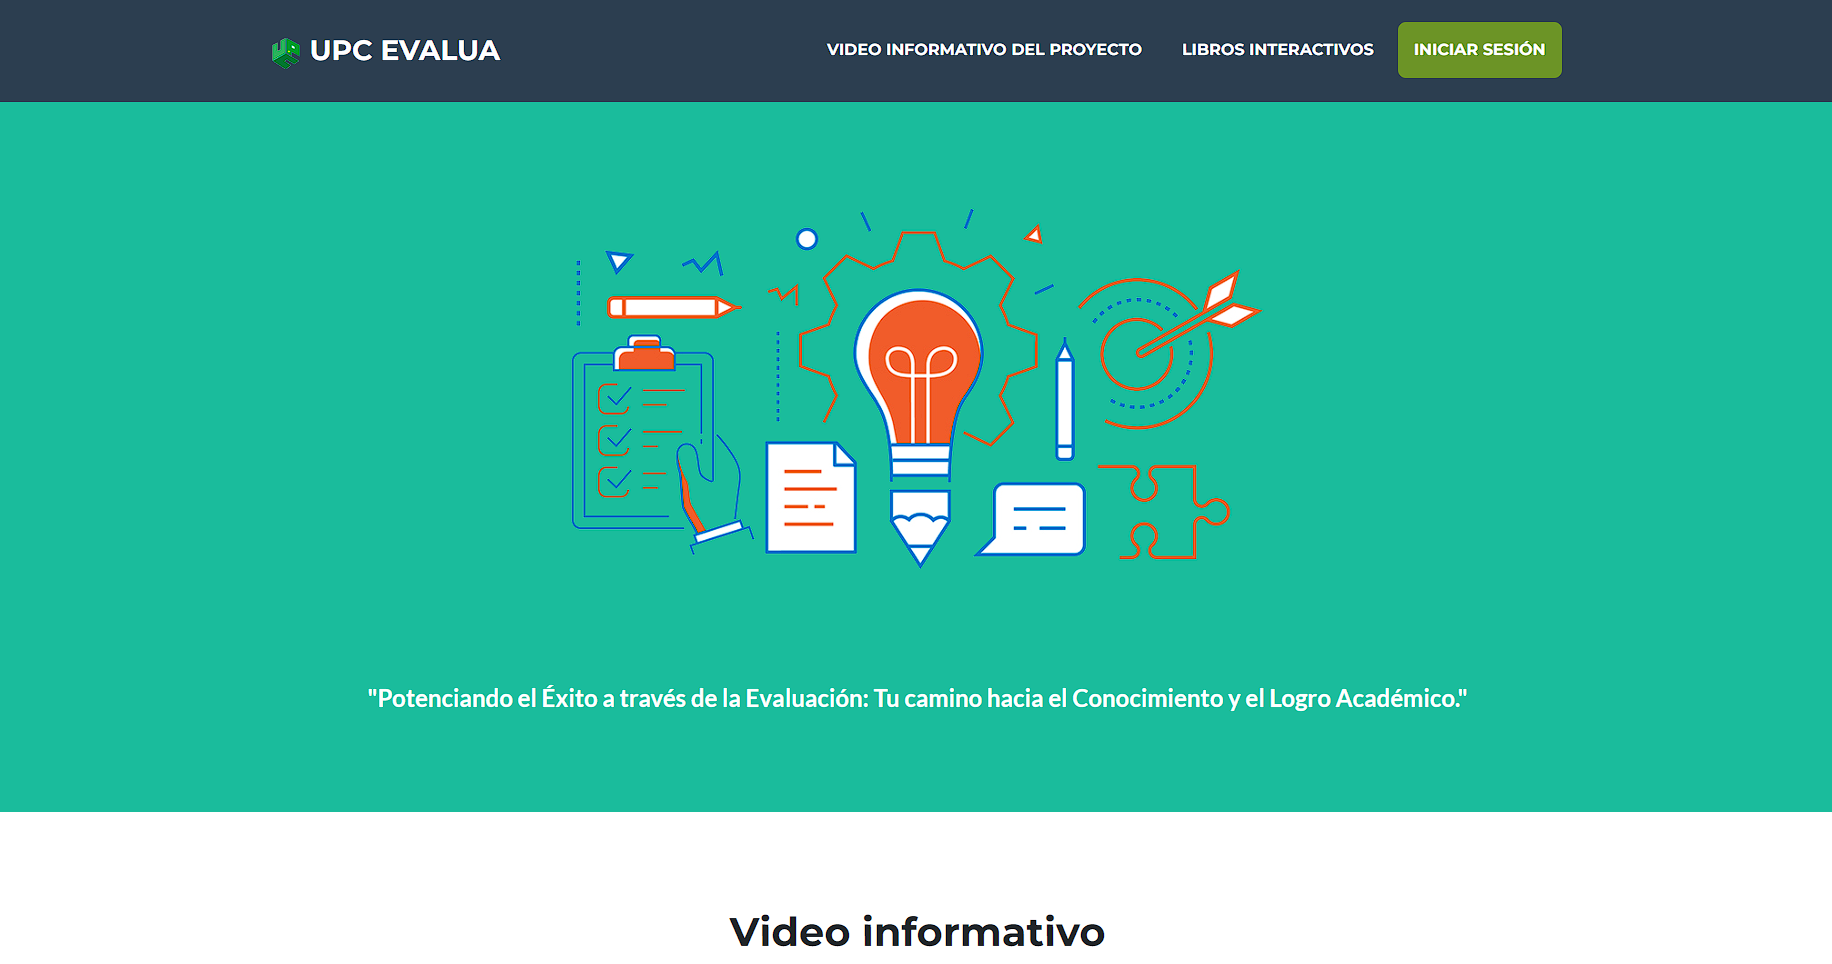 UPC EVALUA
VIDEO INFORMATIVO DEL PROYECTO
LIBROS INTERACTIVOS
INICIAR SESIÓN
"Potenciando el Éxito a través de la Evaluación: Tu camino hacia el Conocimiento y el Logro Académico."
Video informativo